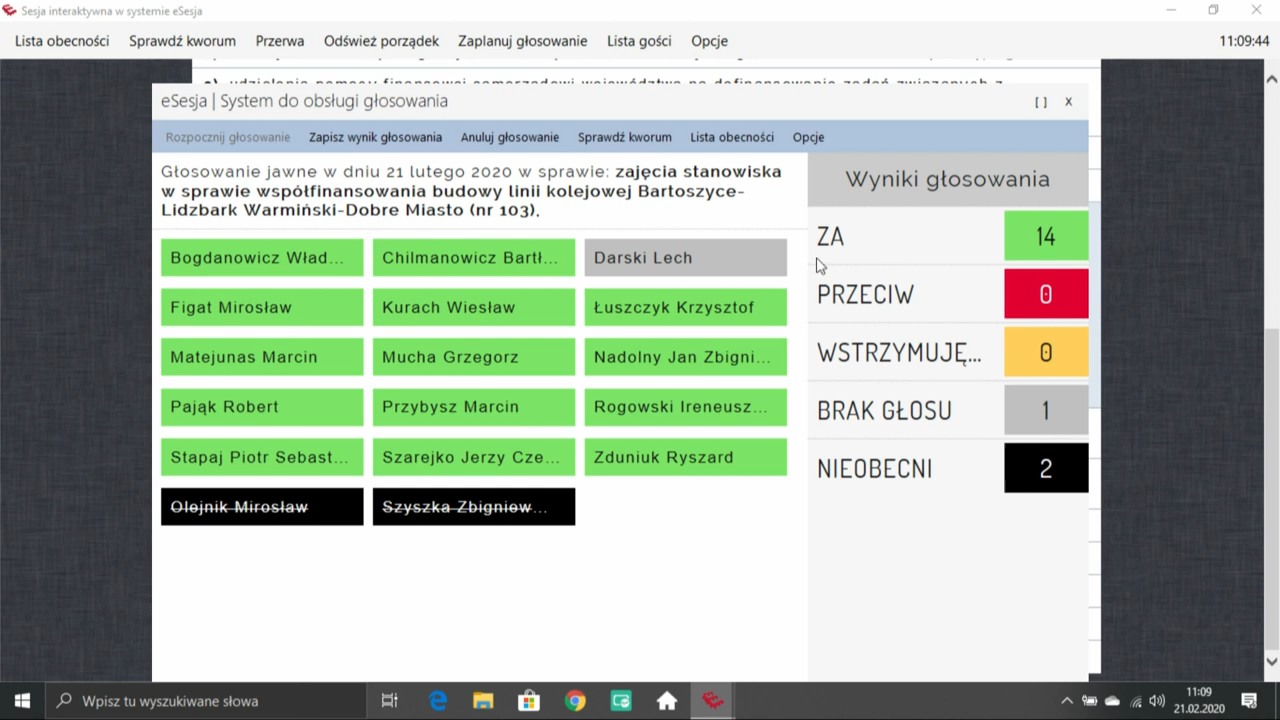 Sesja interaktywna w systemie eSesja
Lista obecności Sprawdź kworum Przerwa Odśwież porządek Zaplanuj głosowanie Lista gości Opcje 11:09:44
eSesja | System do obsługi głosowania [ ] x
Rozpocznij głosowanie Zapisz wynik głosowania Anuluj głosowanie Sprawdź kworum Lista obecności Opcje
Głosowanie jawne w dniu 21 lutego 2020 w sprawie: zajęcia stanowiska
w sprawie współfinansowania budowy linii kolejowej Bartoszyce-
Lidzbark Warmiński-Dobre Miasto (nr 103),
Bogdanowicz Wład... Chilmanowicz Bartł... Darski Lech
Figat Mirosław Kurach Wiesław Łuszczyk Krzysztof
Matejunas Marcin Mucha Grzegorz Nadolny Jan Zbigni...
Pająk Robert Przybysz Marcin Rogowski Ireneusz...
Stapaj Piotr Sebast... Szarejko Jerzy Cze... Zduniuk Ryszard
Olejnik Mirosław Szyszka Zbigniew...
Wyniki głosowania
ZA 14
PRZECIW 0
WSTRZYMUJĘ... 0
BRAK GŁOSU 1
NIEOBECNI 2
Wpisz tu wyszukiwane słowa
11:09
21.02.2020